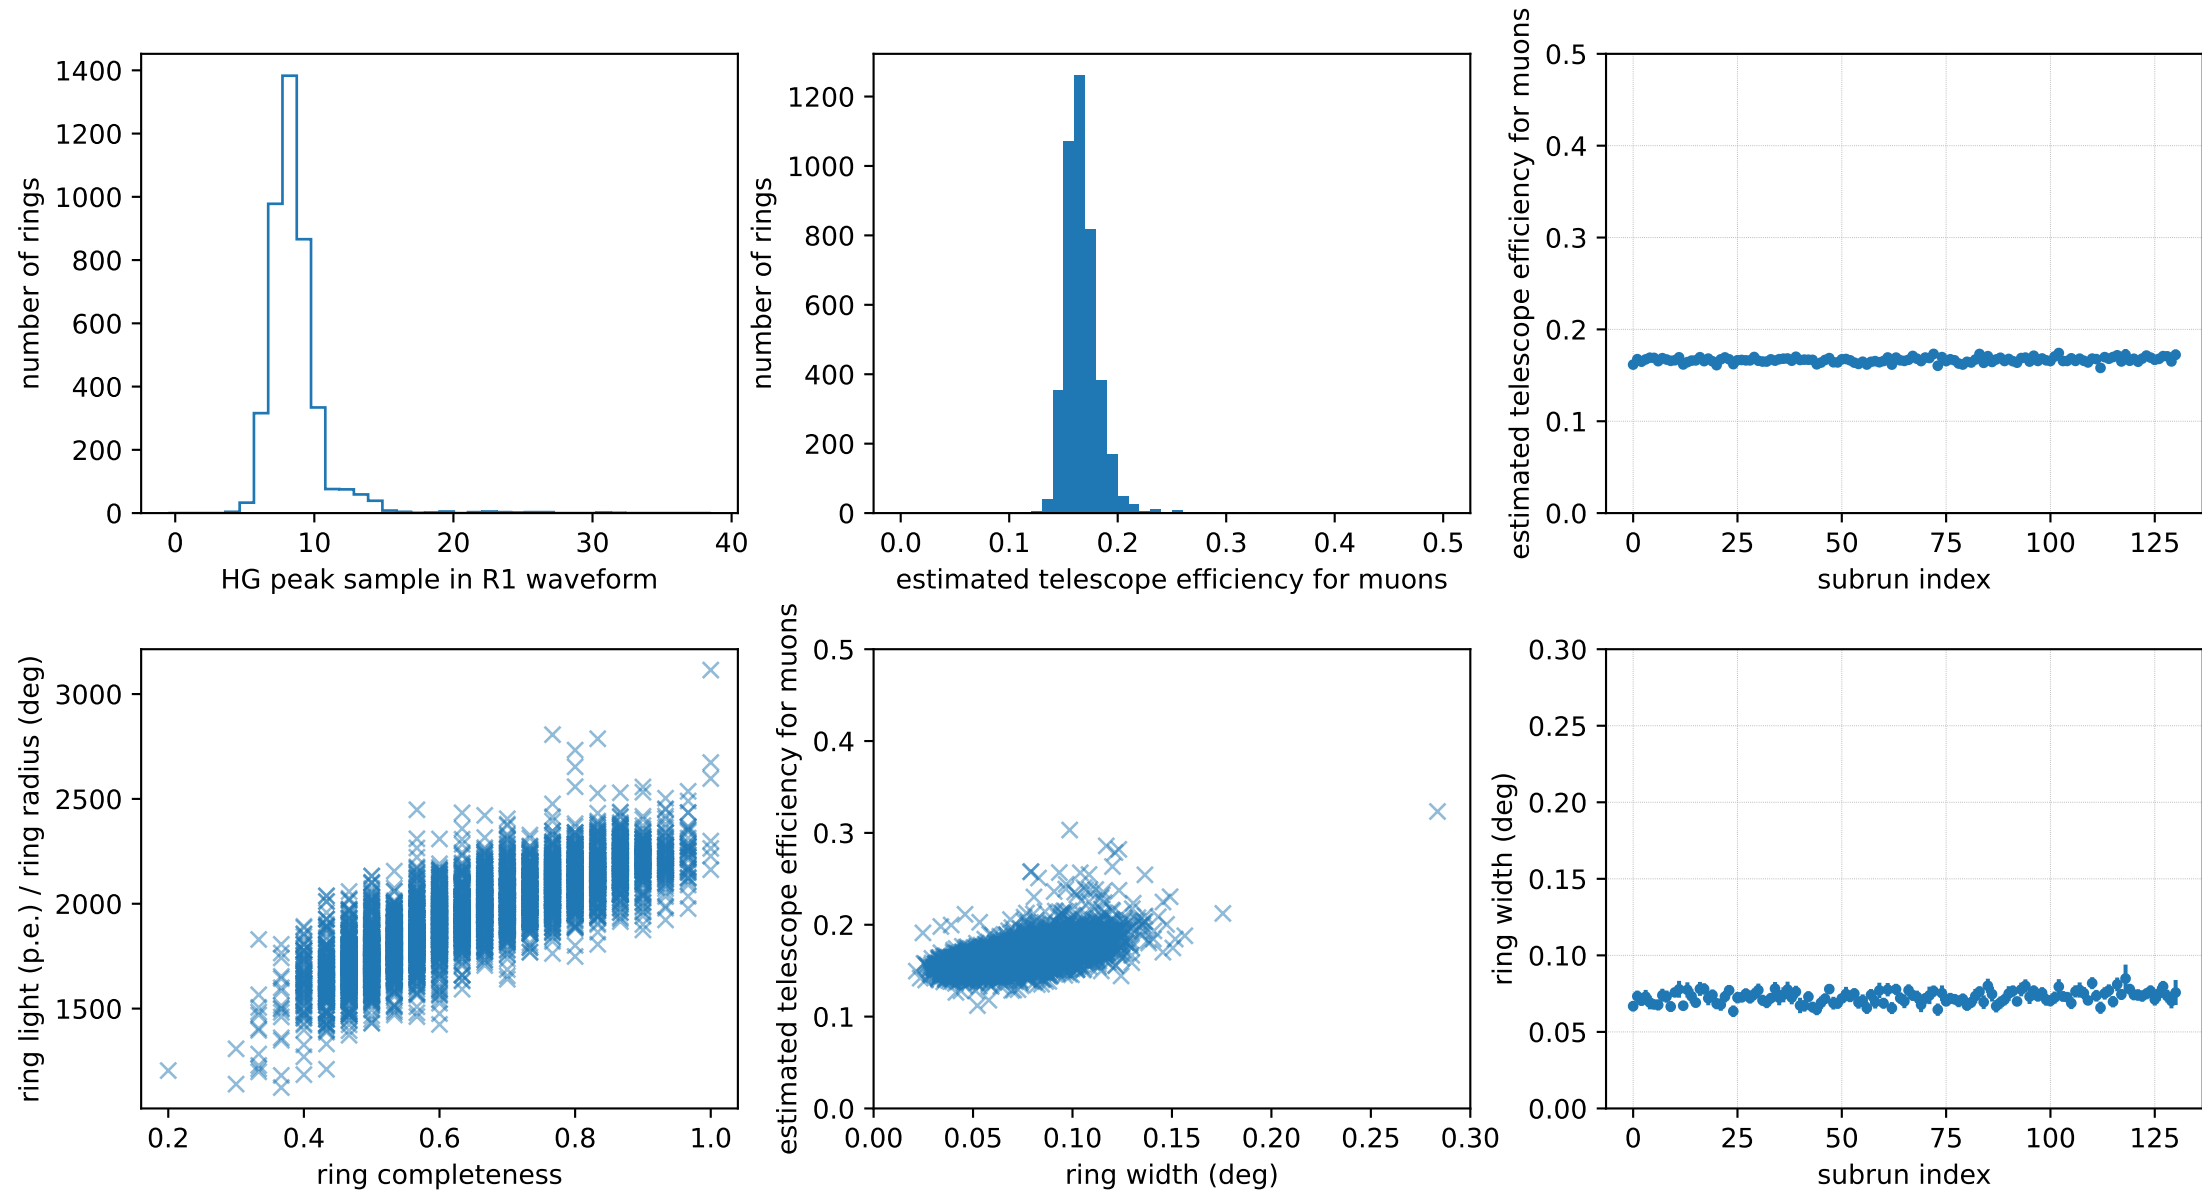 number of rings
1400
1200
1000
800
600
400
200
0
0 10 20 30 40
HG peak sample in R1 waveform
number of rings
1200
1000
800
600
400
200
0
0.0 0.1 0.2 0.3 0.4 0.5
estimated telescope efficiency for muons
estimated telescope efficiency for muons
0.5
0.4
0.3
0.2
0.1
0.0
0 25 50 75 100 125
subrun index
ring light (p.e.) / ring radius (deg)
3000
2500
2000
1500
0.2 0.4 0.6 0.8 1.0
ring completeness
estimated telescope efficiency for muons
0.5
0.4
0.3
0.2
0.1
0.0
0.00 0.05 0.10 0.15 0.20 0.25 0.30
ring width (deg)
ring width (deg)
0.30
0.25
0.20
0.15
0.10
0.05
0.00
0 25 50 75 100 125
subrun index